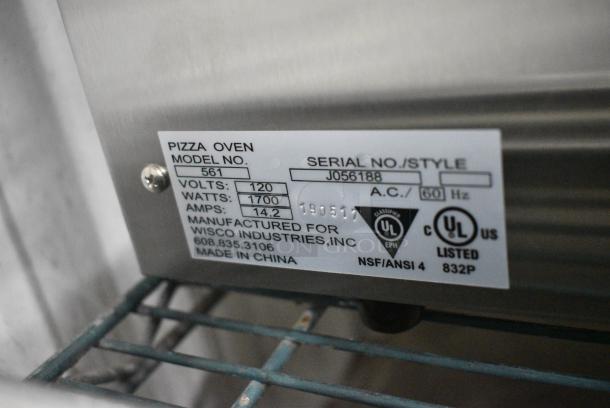 PIZZA OVEN
MODEL NO. SERIAL NO./STYLE
561 J056188
VOLTS: 120 A.C./ 60 Hz
WATTS: 1700
AMPS: 14.2
MANUFACTURED FOR
WISCO INDUSTRIES,INC
608.835.3106
MADE IN CHINA
CLASSIFIED
UL
EPH
NSF/ANSI 4
C UL US
LISTED
832P